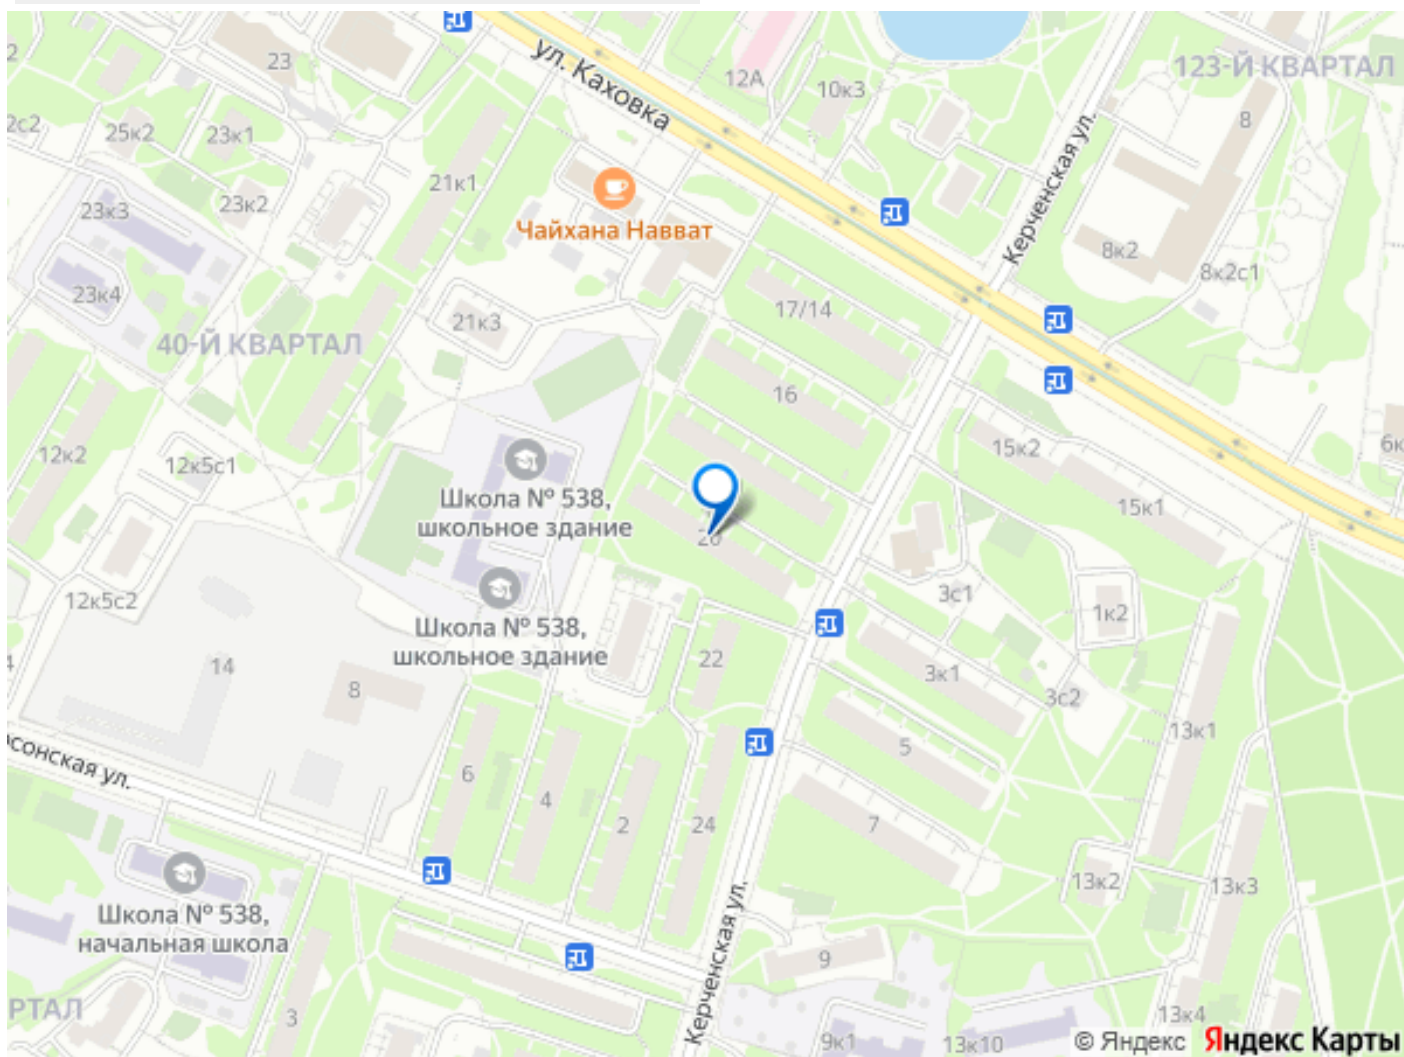 23
ул. Каховка
12А
10к3
123-Й КВАРТАЛ
8
2с2
25к2
23к1
21к1
Керченская ул.
23к3
23к2
Чайхана Навват
8к2
8к2с1
23к4
21к3
17/14
40-Й КВАРТАЛ
16
12к2
12к5с1
15к2
6к
Школа № 538,
школьное здание
15к1
20
12к5с2
3с1
1к2
Школа № 538,
школьное здание
14
8
22
3к1
3с2
13к1
5
рсонская ул.
6
4
2
24
7
13к2
13к3
Школа № 538,
начальная школа
Керченская ул.
9
РТАЛ
3
9к1
13к10
13к4
© Яндекс Яндекс Карты